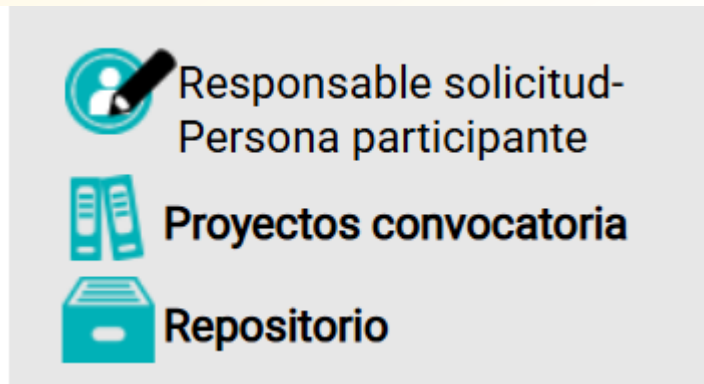 Responsable solicitud-
Persona participante
Proyectos convocatoria
Repositorio